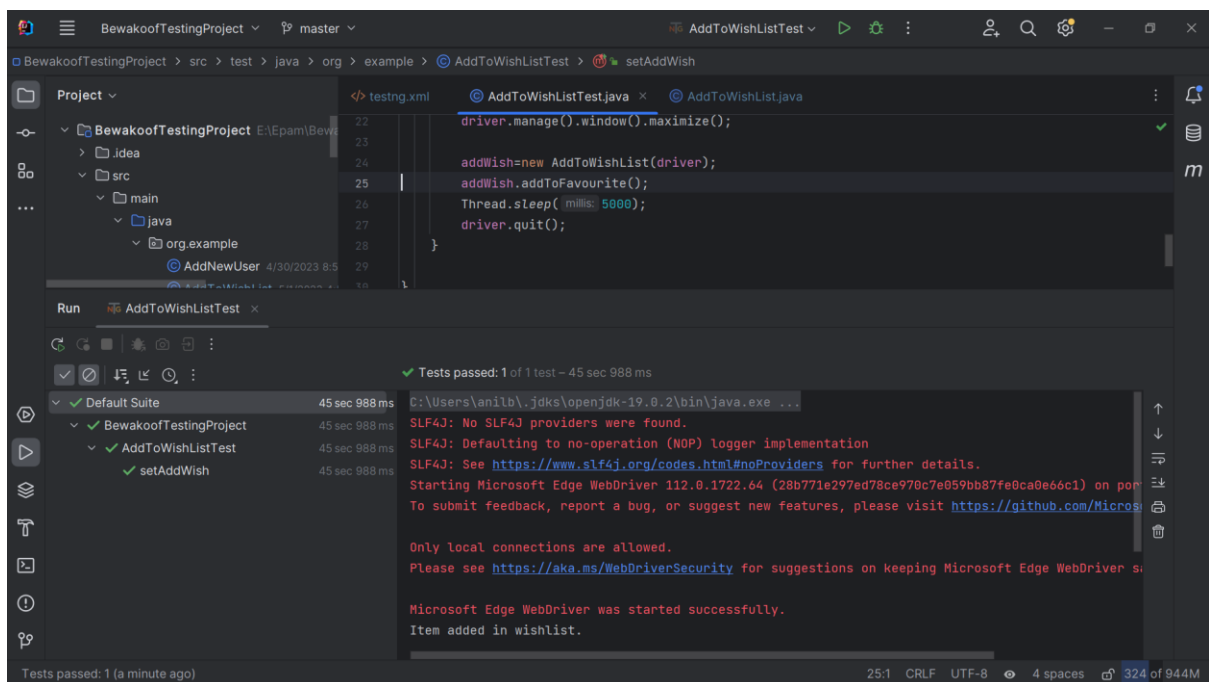 BewakoofTestingProject master AddToWishListTest
BewakoofTestingProject > src > test > java > org > example > AddToWishListTest > setAddWish
Project
BewakoofTestingProject E:\Epam\Bewa
.idea
src
main
java
org.example
AddNewUser 4/30/2023 8:5
testng.xml AddToWishListTest.java × AddToWishList.java
22 driver.manage().window().maximize();
23
24 addWish=new AddToWishList(driver);
25 addWish.addToFavourite();
26 Thread.sleep( millis: 5000);
27 driver.quit();
28 }
29
30 }
Run AddToWishListTest ×
Tests passed: 1 of 1 test – 45 sec 988 ms
Default Suite 45 sec 988 ms
BewakoofTestingProject 45 sec 988 ms
AddToWishListTest 45 sec 988 ms
setAddWish 45 sec 988 ms
C:\Users\anilb\.jdks\openjdk-19.0.2\bin\java.exe ...
SLF4J: No SLF4J providers were found.
SLF4J: Defaulting to no-operation (NOP) logger implementation
SLF4J: See https://www.slf4j.org/codes.html#noProviders for further details.
Starting Microsoft Edge WebDriver 112.0.1722.64 (28b771e297ed78ce970c7e059bb87fe0ca0e66c1) on por
To submit feedback, report a bug, or suggest new features, please visit https://github.com/Micros
Only local connections are allowed.
Please see https://aka.ms/WebDriverSecurity for suggestions on keeping Microsoft Edge WebDriver sa
Microsoft Edge WebDriver was started successfully.
Item added in wishlist.
Tests passed: 1 (a minute ago) 25:1 CRLF UTF-8 4 spaces 324 of 944M